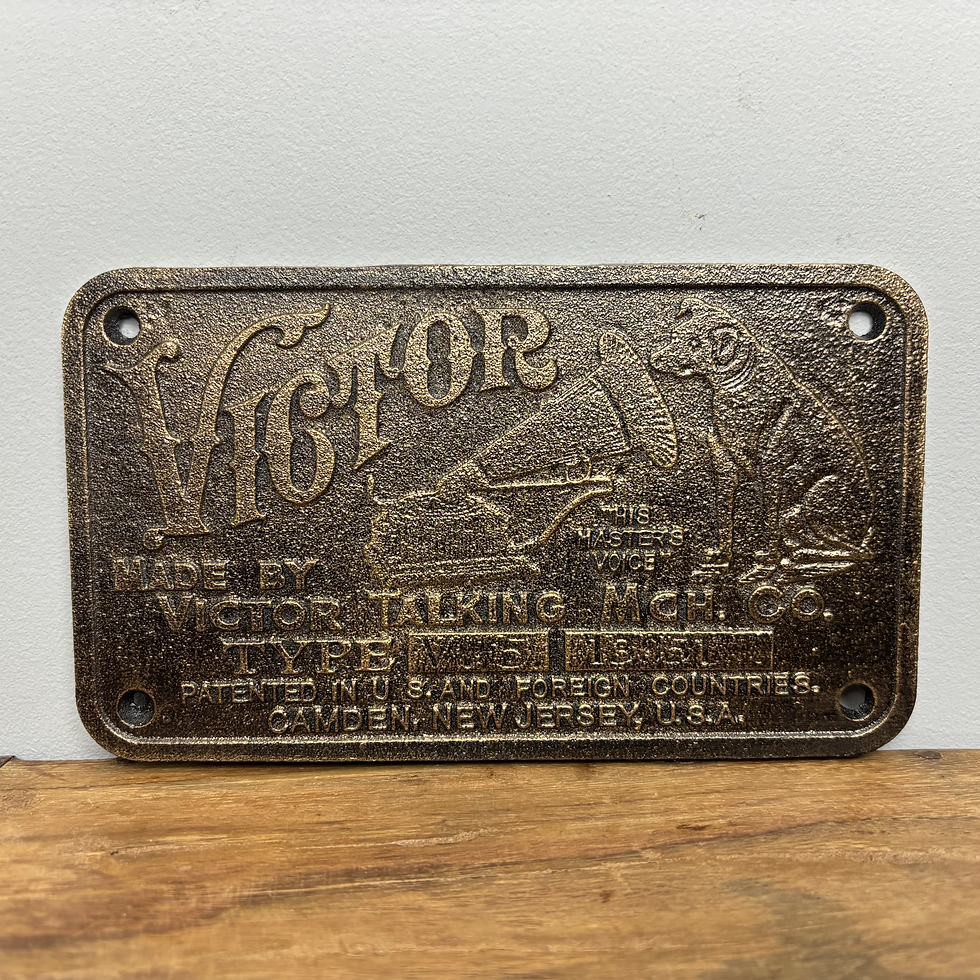 VICTOR
"HIS
MASTER'S
VOICE"
MADE BY
VICTOR TALKING MCH. CO.
TYPE
PATENTED IN U.S. AND FOREIGN COUNTRIES.
CAMDEN, NEW JERSEY, U.S.A.